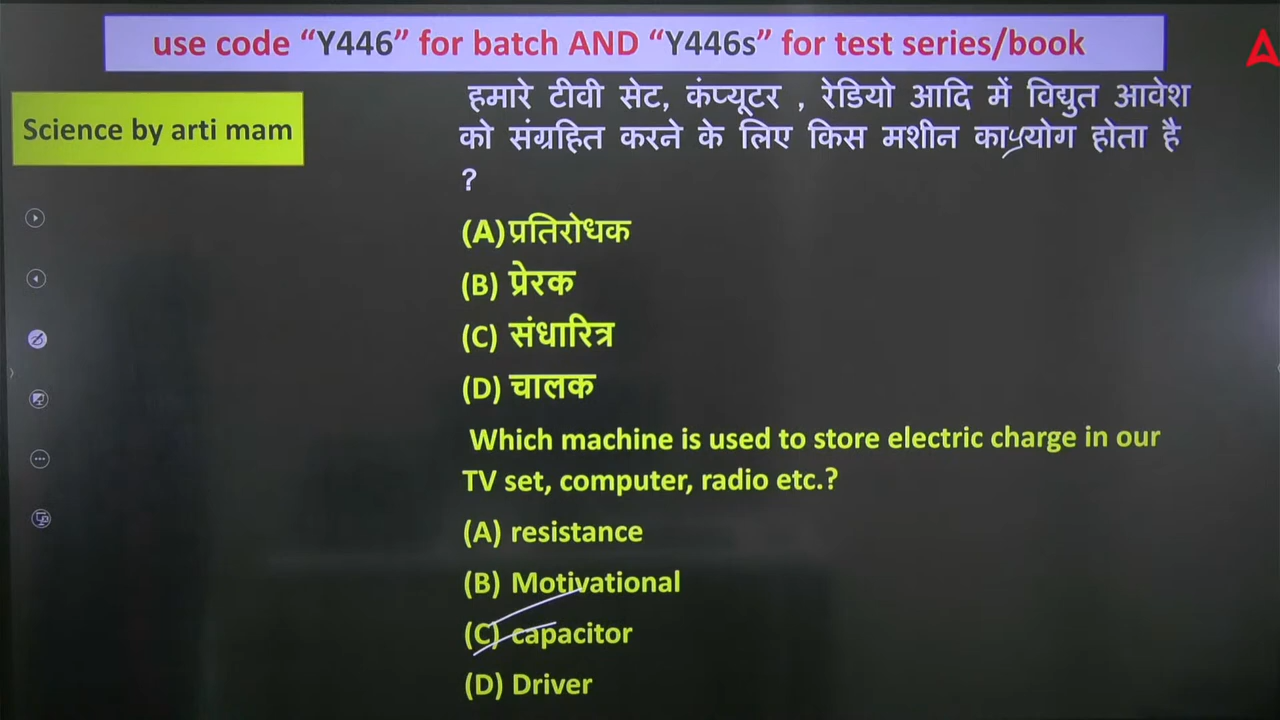 use code “Y446” for batch AND “Y446s” for test series/book
Science by arti mam
हमारे टीवी सेट, कंप्यूटर , रेडियो आदि में विद्युत आवेश
को संग्रहित करने के लिए किस मशीन का प्रयोग होता है
?
(A)प्रतिरोधक
(B) प्रेरक
(C) संधारित्र
(D) चालक
Which machine is used to store electric charge in our
TV set, computer, radio etc.?
(A) resistance
(B) Motivational
(C) capacitor
(D) Driver